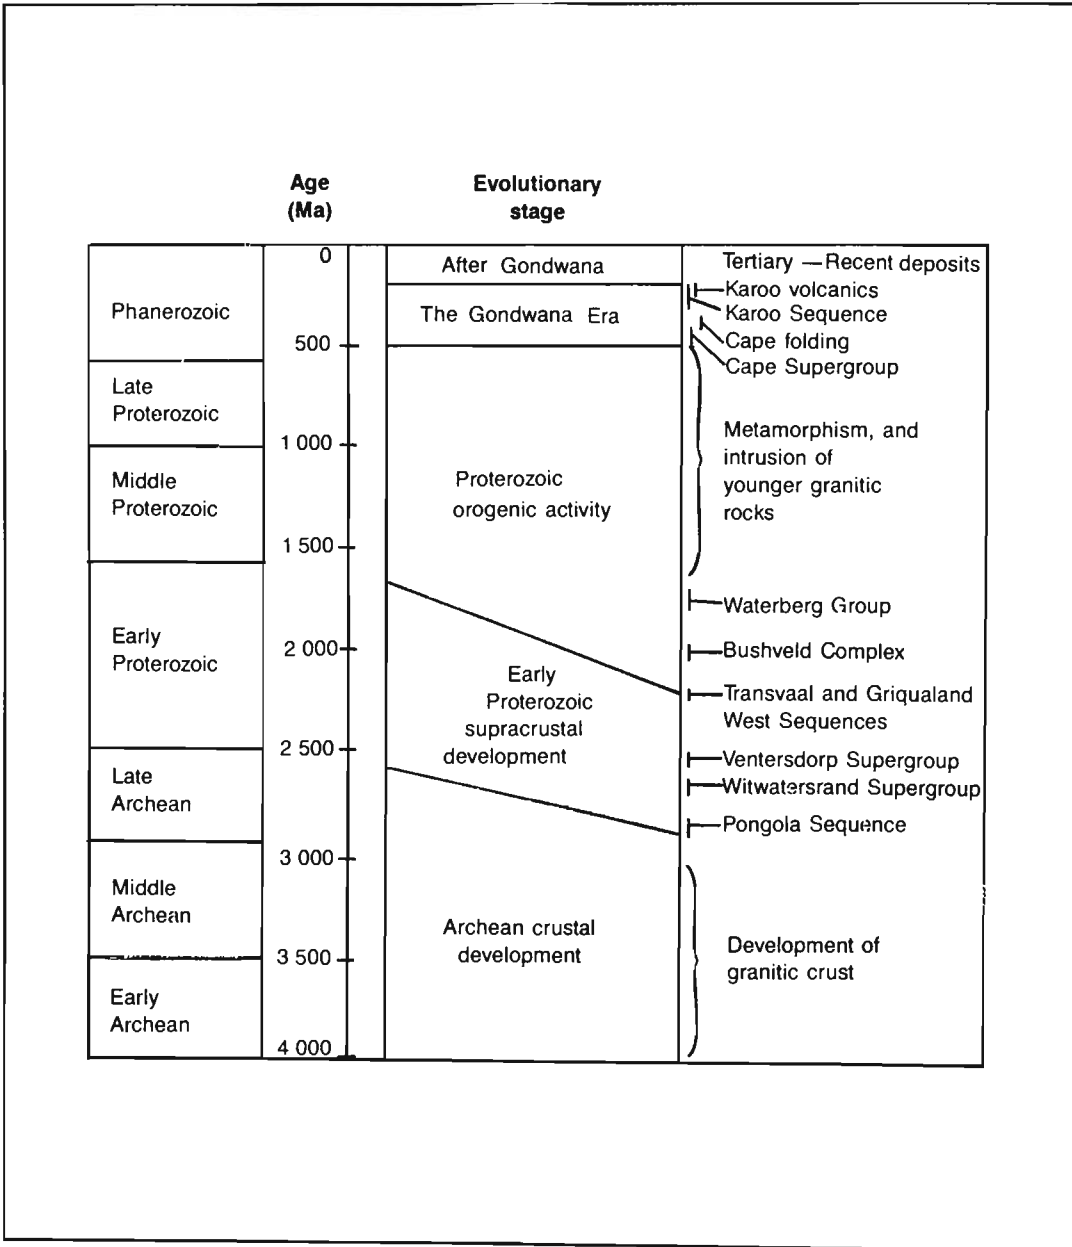 Age
(Ma)
Evolutionary
stage
Phanerozoic
Late
Proterozoic
Middle
Proterozoic
Early
Proterozoic
Late
Archean
Middle
Archean
Early
Archean
0
500
1 000
1 500
2 000
2 500
3 000
3 500
4 000
After Gondwana
The Gondwana Era
Proterozoic
orogenic activity
Early
Proterozoic
supracrustal
development
Archean crustal
development
Tertiary — Recent deposits
Karoo volcanics
Karoo Sequence
Cape folding
Cape Supergroup
Metamorphism, and
intrusion of
younger granitic
rocks
Waterberg Group
Bushveld Complex
Transvaal and Griqualand
West Sequences
Ventersdorp Supergroup
Witwatersrand Supergroup
Pongola Sequence
Development of
granitic crust